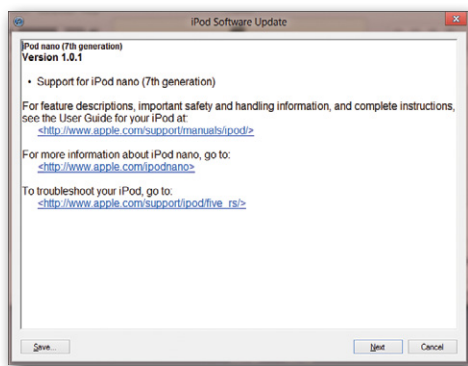 iPod Software Update
iPod nano (7th generation)
Version 1.0.1
• Support for iPod nano (7th generation)
For feature descriptions, important safety and handling information, and complete instructions,
see the User Guide for your iPod at:
<http://www.apple.com/support/manuals/ipod/>
For more information about iPod nano, go to:
<http://www.apple.com/ipodnano>
To troubleshoot your iPod, go to:
<http://www.apple.com/support/ipod/five_rs/>
Save... Next Cancel